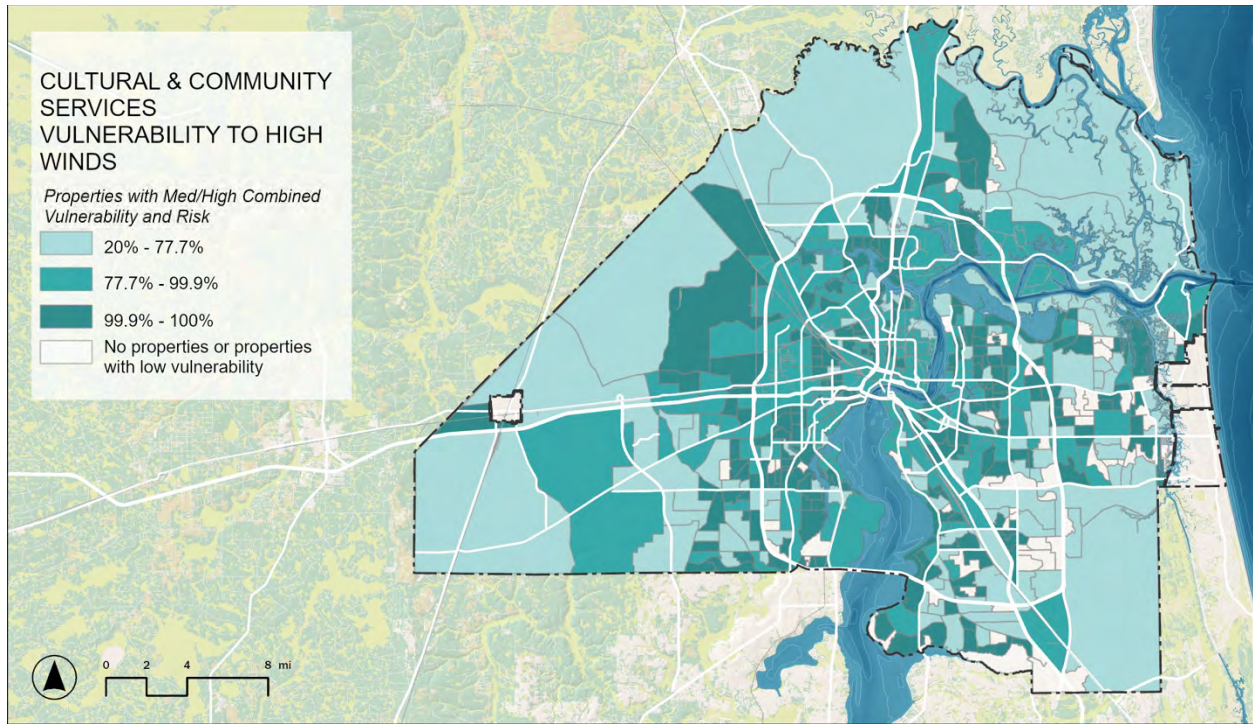 CULTURAL & COMMUNITY
SERVICES
VULNERABILITY TO HIGH
WINDS
Properties with Med/High Combined
Vulnerability and Risk
20% - 77.7%
77.7% - 99.9%
99.9% - 100%
No properties or properties
with low vulnerability
0 2 4 8 mi